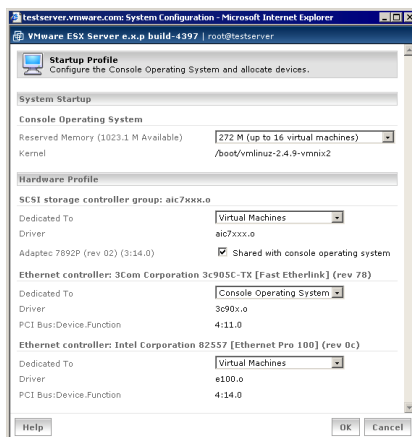 testserver.vmware.com: System Configuration - Microsoft Internet Explorer
VMware ESX Server e.x.p build-4397 | root@testserver
Startup Profile
Configure the Console Operating System and allocate devices.
System Startup
Console Operating System
Reserved Memory (1023.1 M Available) 272 M (up to 16 virtual machines)
Kernel /boot/vmlinuz-2.4.9-vmnix2
Hardware Profile
SCSI storage controller group: aic7xxx.o
Dedicated To Virtual Machines
Driver aic7xxx.o
Adaptec 7892P (rev 02) (3:14.0) Shared with console operating system
Ethernet controller: 3Com Corporation 3c905C-TX [Fast Etherlink] (rev 78)
Dedicated To Console Operating System
Driver 3c90x.o
PCI Bus:Device.Function 4:11.0
Ethernet controller: Intel Corporation 82557 [Ethernet Pro 100] (rev 0c)
Dedicated To Virtual Machines
Driver e100.o
PCI Bus:Device.Function 4:14.0
Help OK Cancel